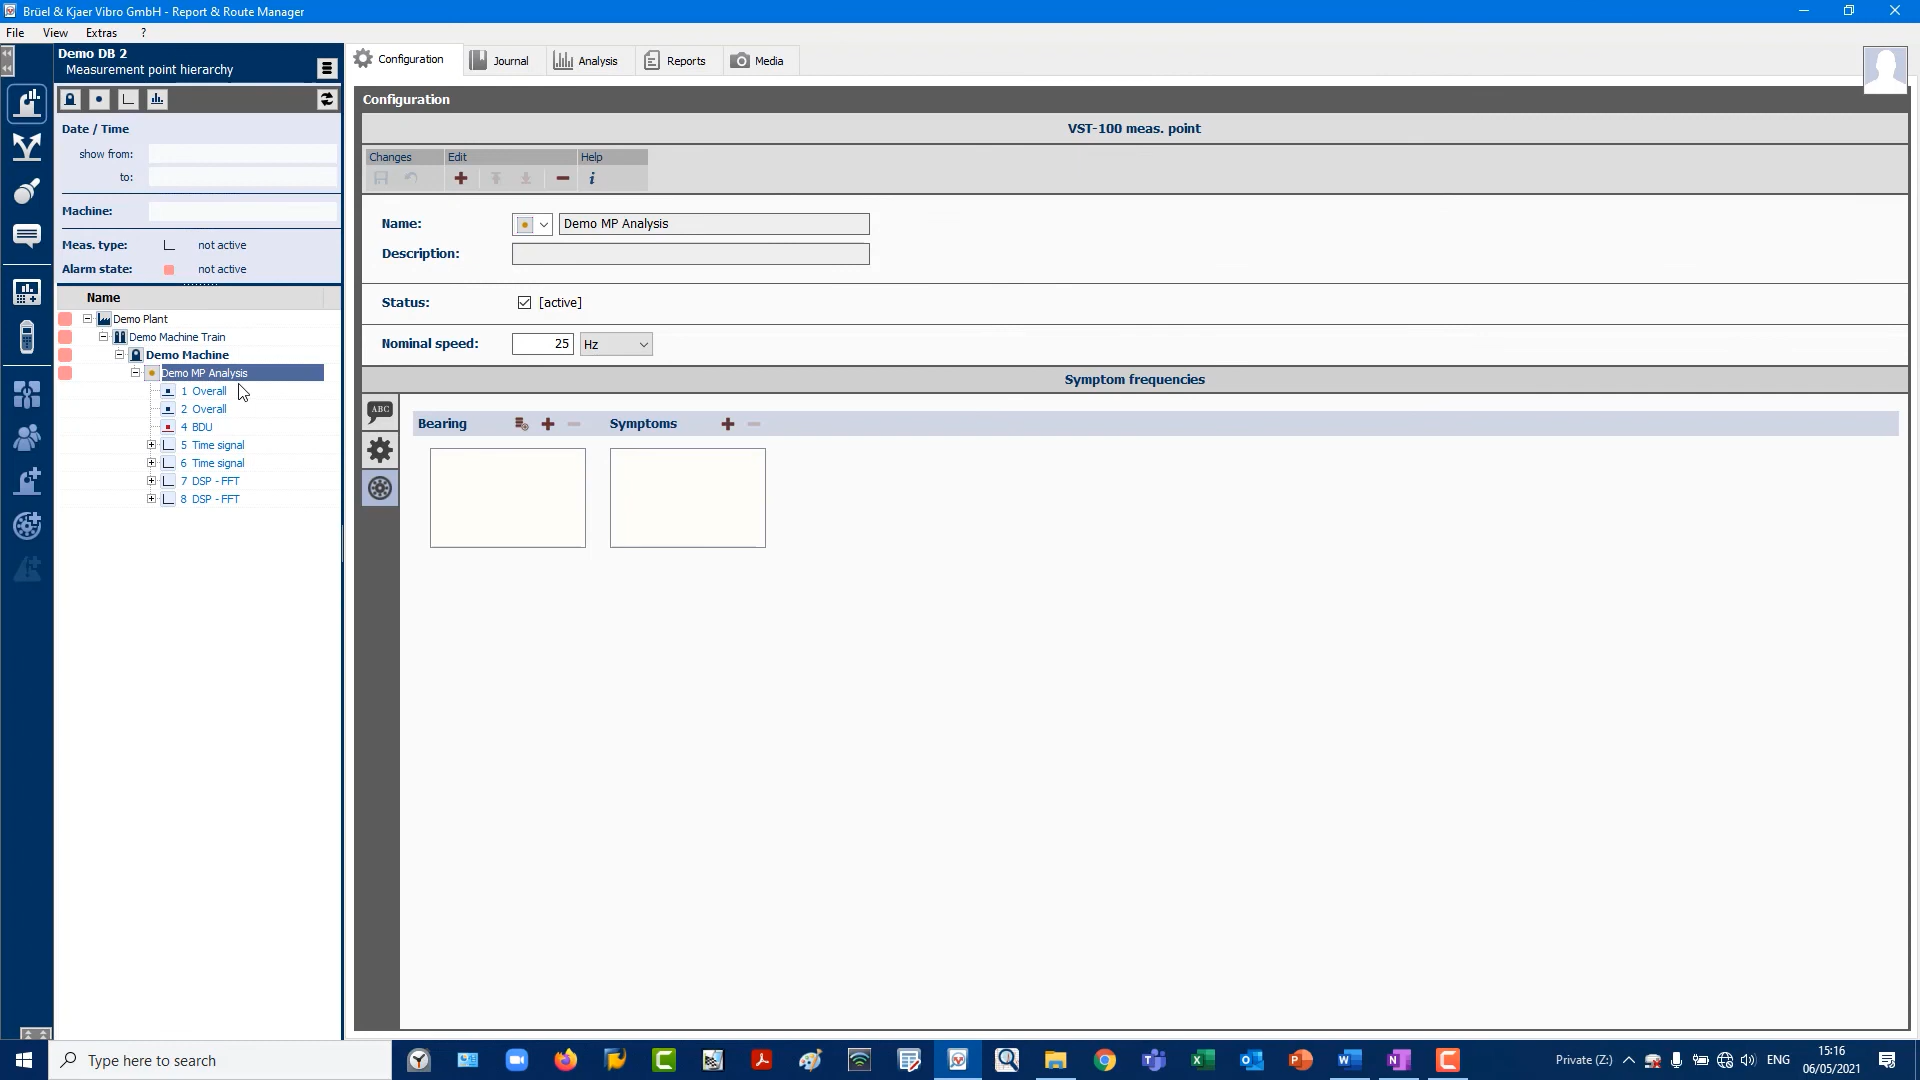 Brüel & Kjaer Vibro GmbH - Report & Route Manager
File View Extras ?
Demo DB 2
Measurement point hierarchy
Configuration Journal Analysis Reports Media
Configuration
VST-100 meas. point
Date / Time
show from:
to:
Machine:
Meas. type: not active
Alarm state: not active
Name
Demo Plant
Demo Machine Train
Demo Machine
Demo MP Analysis
1 Overall
2 Overall
4 BDU
5 Time signal
6 Time signal
7 DSP - FFT
8 DSP - FFT
Changes Edit Help
Name: Demo MP Analysis
Description:
Status: [active]
Nominal speed: 25 Hz
Symptom frequencies
ABC
Bearing Symptoms
Type here to search
Private (Z:) ENG 15:16
06/05/2021